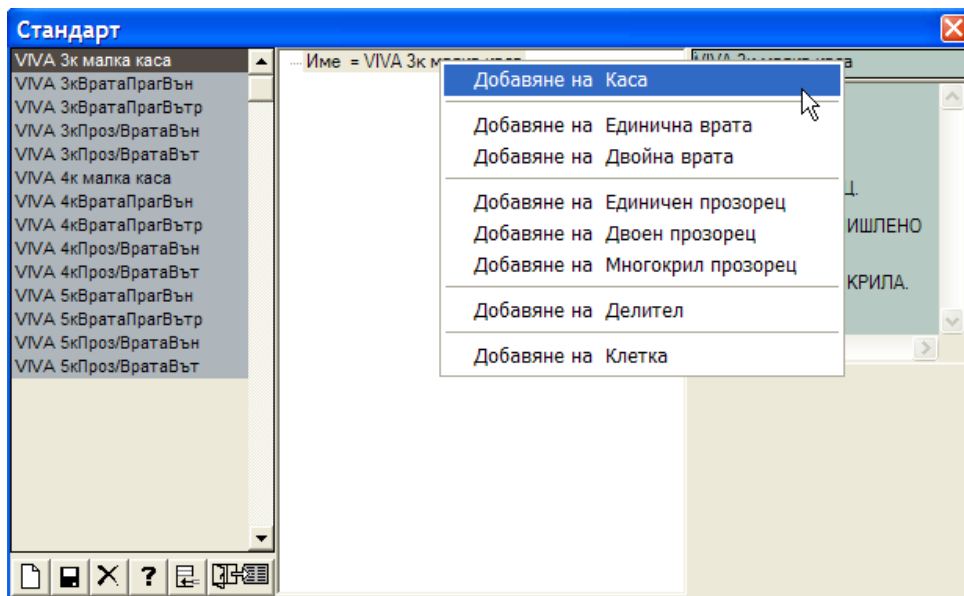 Стандарт
VIVA 3к малка каса
VIVA 3кВратаПрагВън
VIVA 3кВратаПрагВътр
VIVA 3кПроз/ВратаВън
VIVA 3кПроз/ВратаВът
VIVA 4к малка каса
VIVA 4кВратаПрагВън
VIVA 4кВратаПрагВътр
VIVA 4кПроз/ВратаВън
VIVA 4кПроз/ВратаВът
VIVA 5кВратаПрагВън
VIVA 5кВратаПрагВътр
VIVA 5кПроз/ВратаВън
VIVA 5кПроз/ВратаВът
Име = VIVA 3к
Добавяне на Каса
Добавяне на Единична врата
Добавяне на Двойна врата
Добавяне на Единичен прозорец
Добавяне на Двоен прозорец
Добавяне на Многокрил прозорец
Добавяне на Делител
Добавяне на Клетка
Ц.
ИШЛЕНО
КРИЛА.